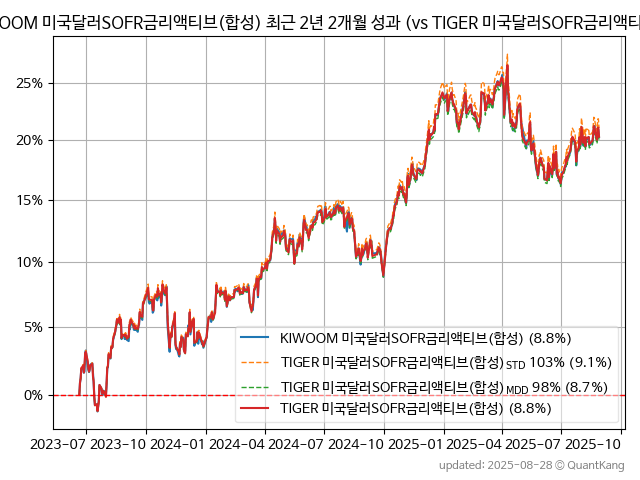 OOM 미국달러SOFR금리액티브(합성) 최근 2년 2개월 성과 (vs TIGER 미국달러SOFR금리액티
25%
20%
15%
10%
5%
0%
KIWOOM 미국달러SOFR금리액티브(합성) (8.8%)
TIGER 미국달러SOFR금리액티브(합성) STD 103% (9.1%)
TIGER 미국달러SOFR금리액티브(합성) MDD 98% (8.7%)
TIGER 미국달러SOFR금리액티브(합성) (8.8%)
2023-07 2023-10 2024-01 2024-04 2024-07 2024-10 2025-01 2025-04 2025-07 2025-10
updated: 2025-08-28 © QuantKang